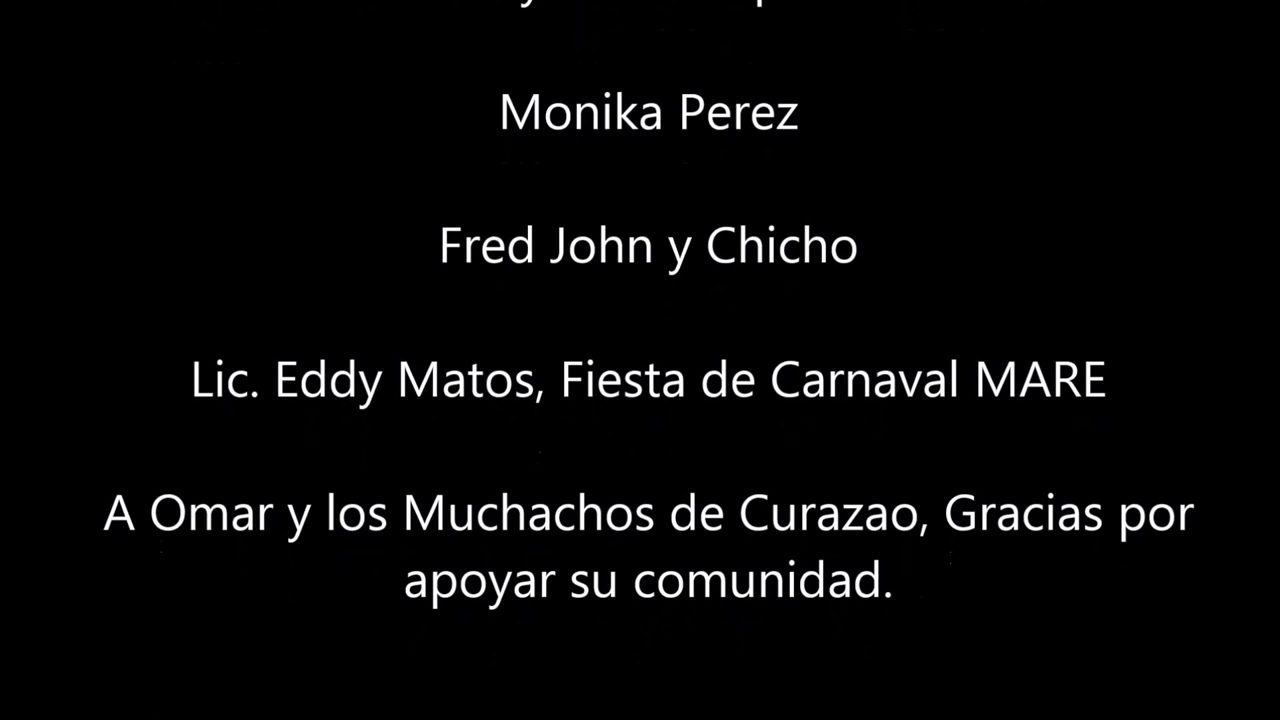 Monika Perez
Fred John y Chicho
Lic. Eddy Matos, Fiesta de Carnaval MARE
A Omar y los Muchachos de Curazao, Gracias por
apoyar su comunidad.